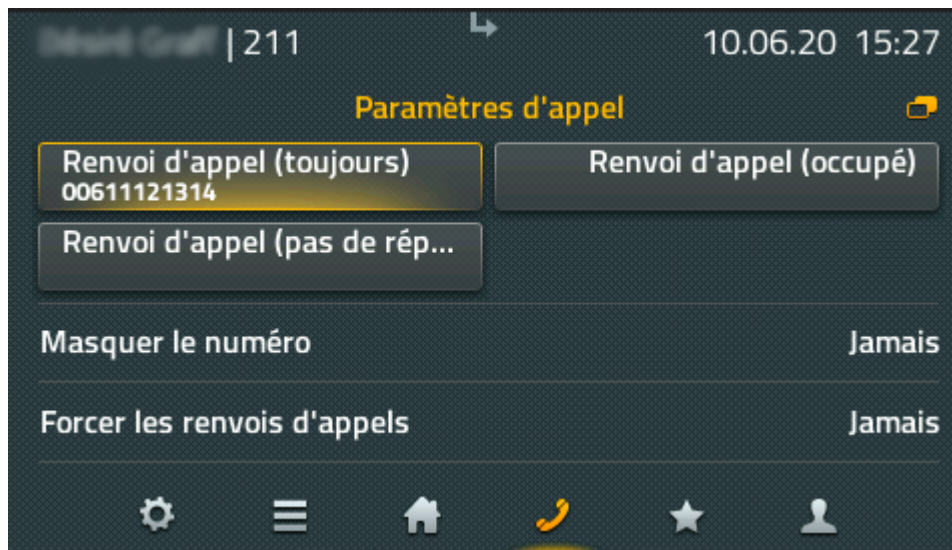 | 211 10.06.20 15:27
Paramètres d'appel
Renvoi d'appel (toujours) Renvoi d'appel (occupé)
00611121314
Renvoi d'appel (pas de rép...
Masquer le numéro Jamais
Forcer les renvois d'appels Jamais